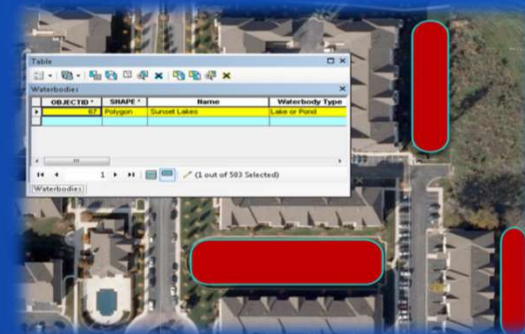 Table
Waterbodies
OBJECTID * SHAPE * Name Waterbody Type
67 Polygon Sunset Lakes Lake or Pond
1 (1 out of 503 Selected)
Waterbodies